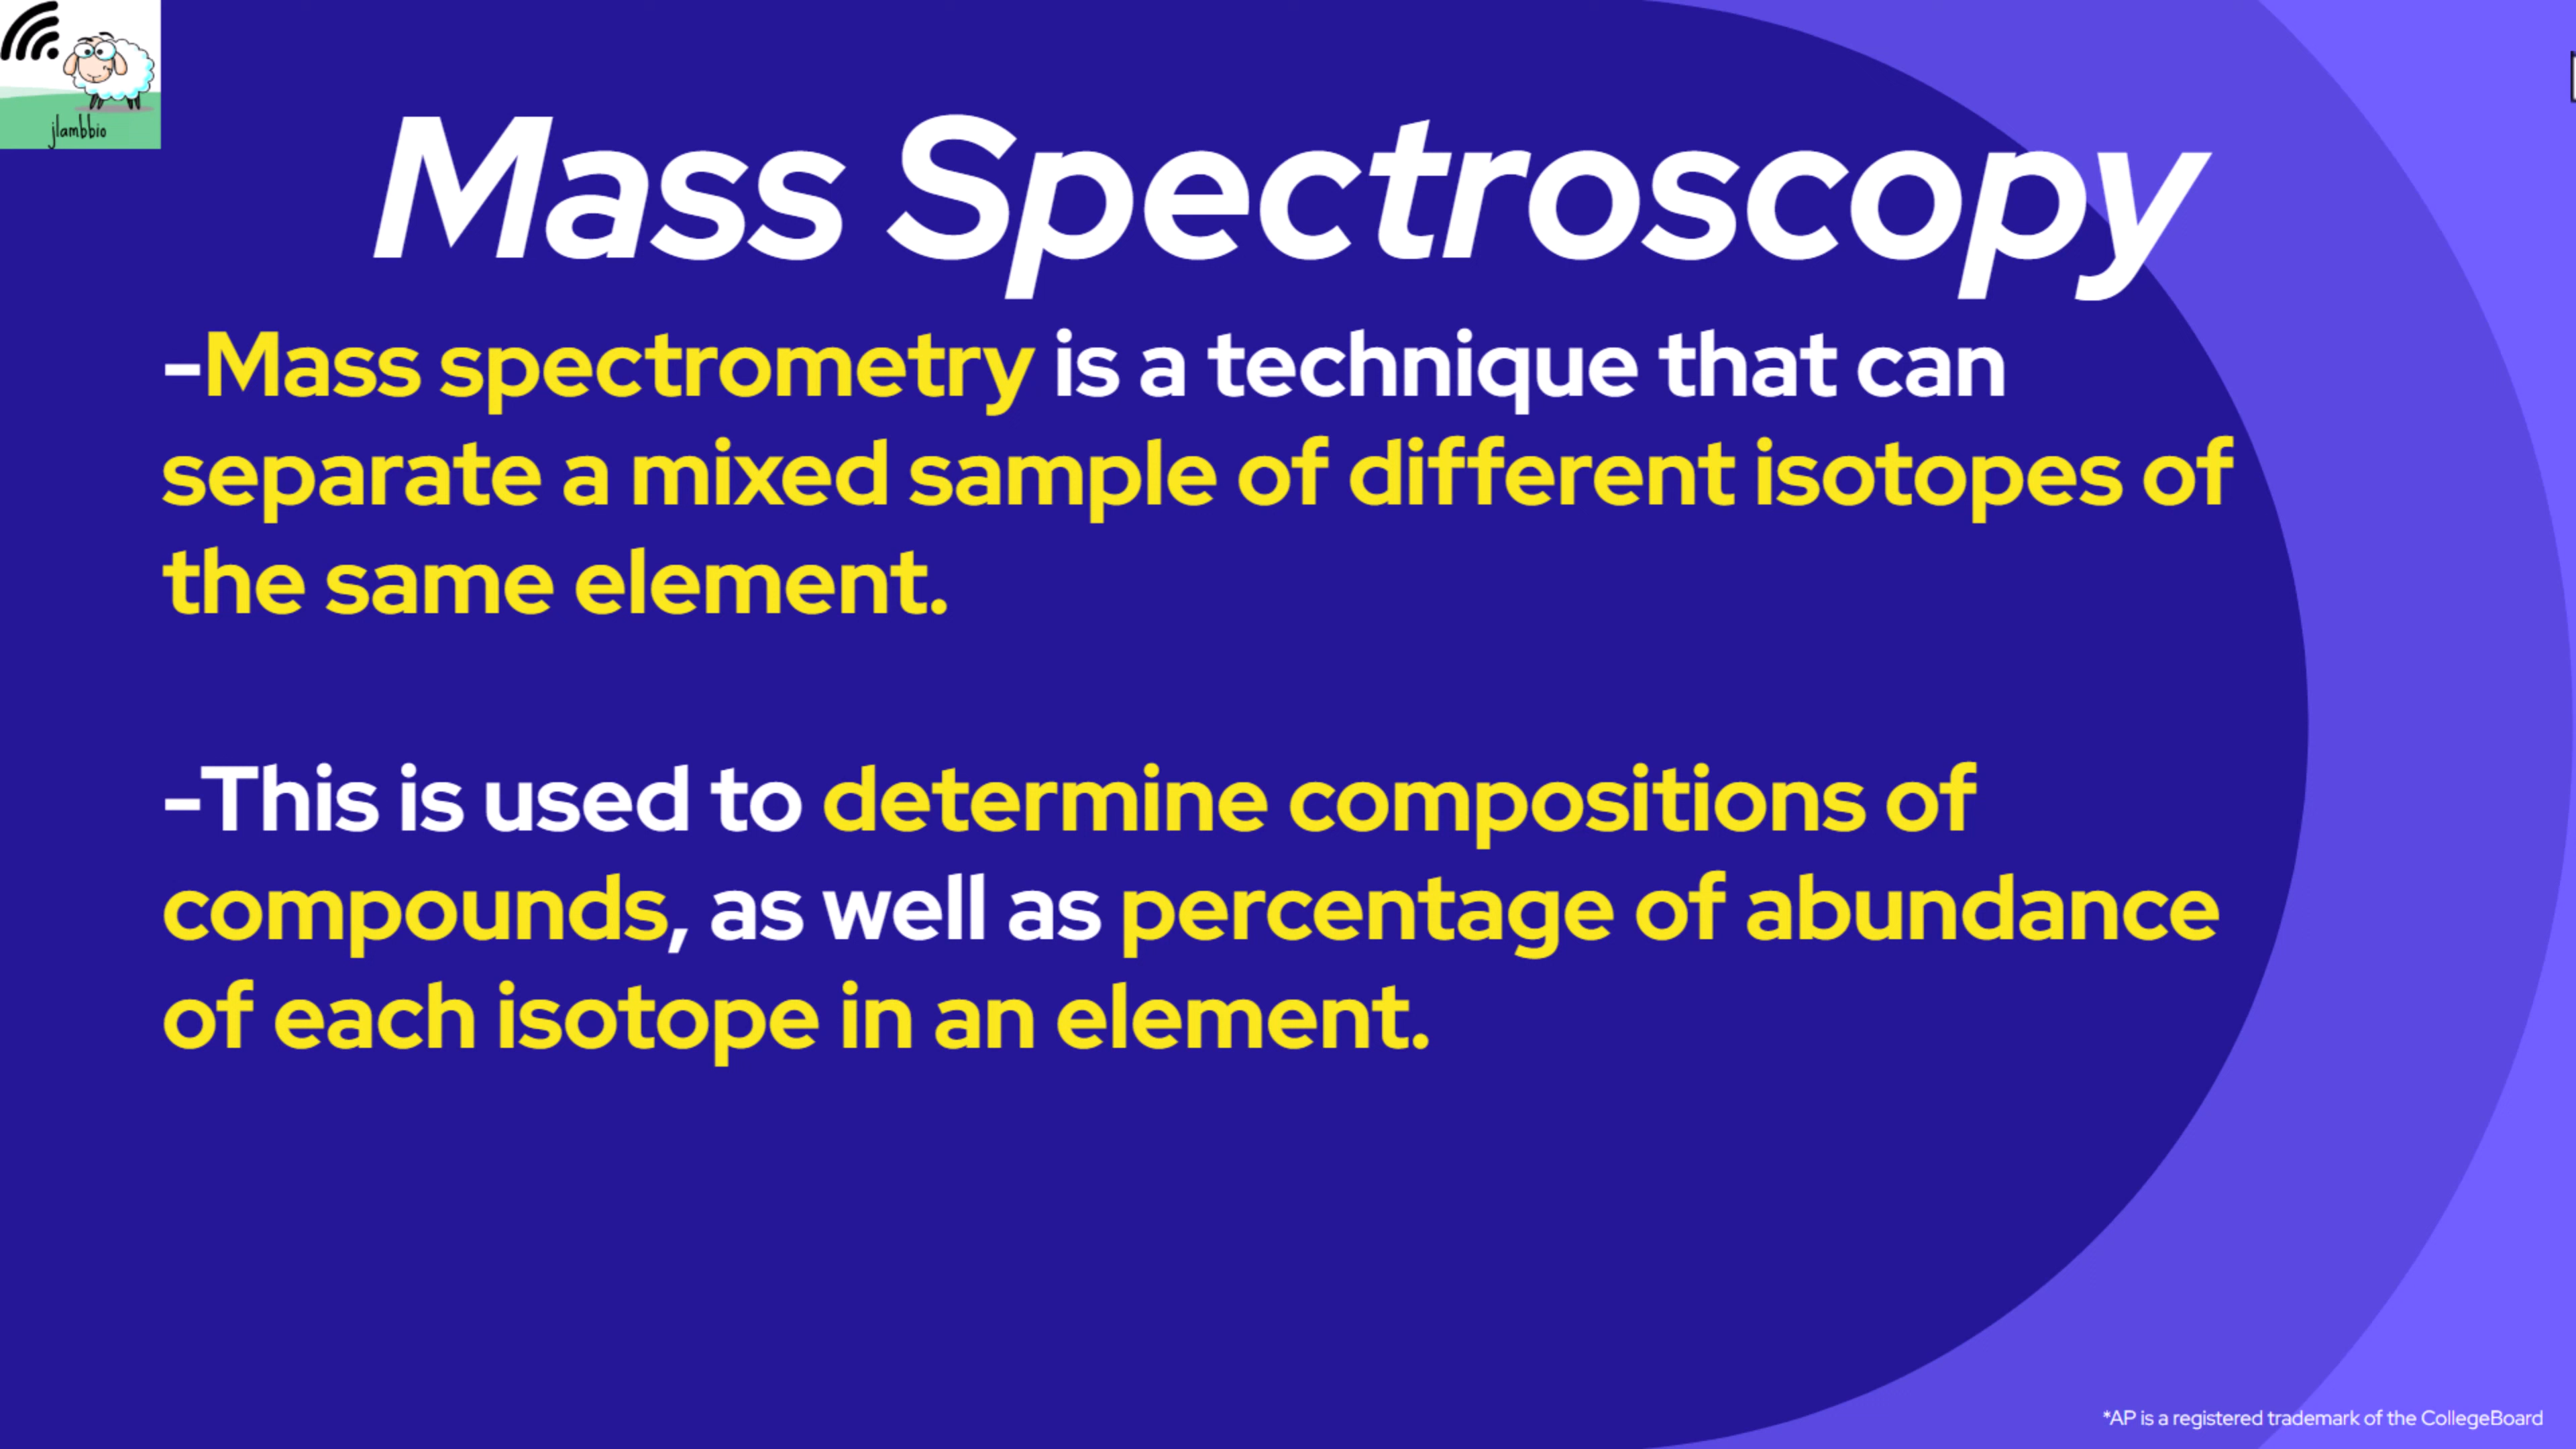 jlambbio
Mass Spectroscopy
-Mass spectrometry is a technique that can
separate a mixed sample of different isotopes of
the same element.
-This is used to determine compositions of
compounds, as well as percentage of abundance
of each isotope in an element.
*AP is a registered trademark of the CollegeBoard